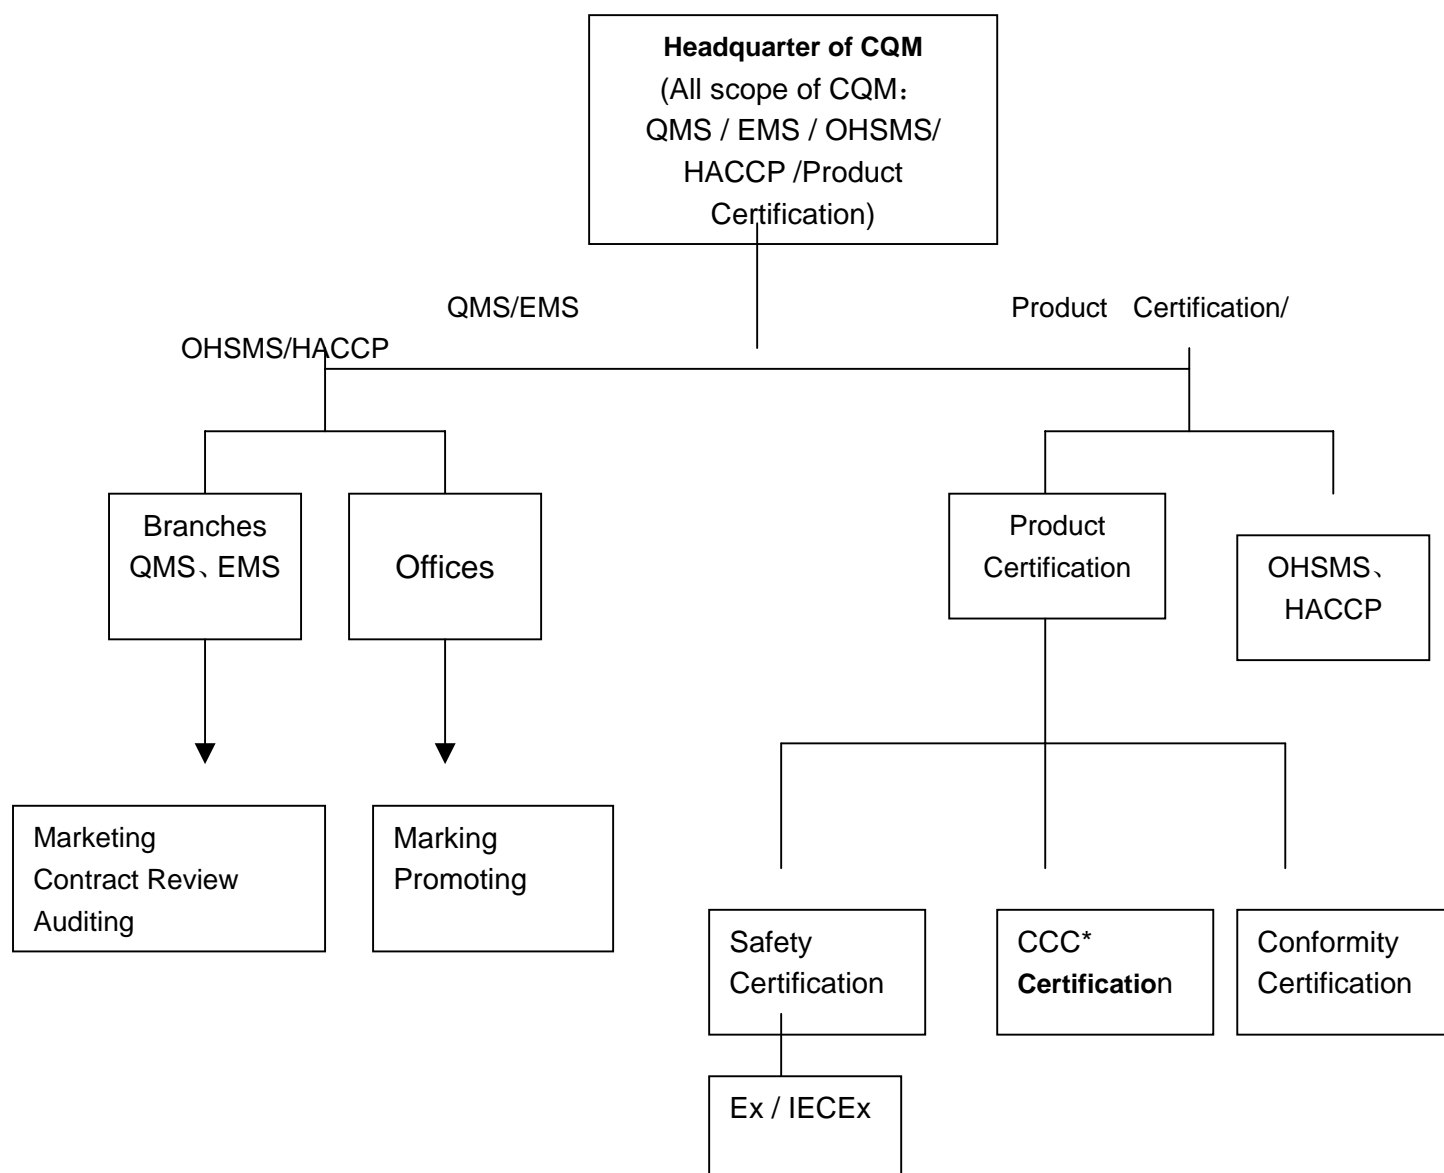 Headquarter of CQM
(All scope of CQM：
QMS / EMS / OHSMS/
HACCP /Product
Certification)
QMS/EMS
OHSMS/HACCP
Product Certification/
Branches
QMS、EMS
Offices
Product
Certification
OHSMS、
HACCP
Marketing
Contract Review
Auditing
Marking
Promoting
Safety
Certification
CCC*
Certification
Conformity
Certification
Ex / IECEx